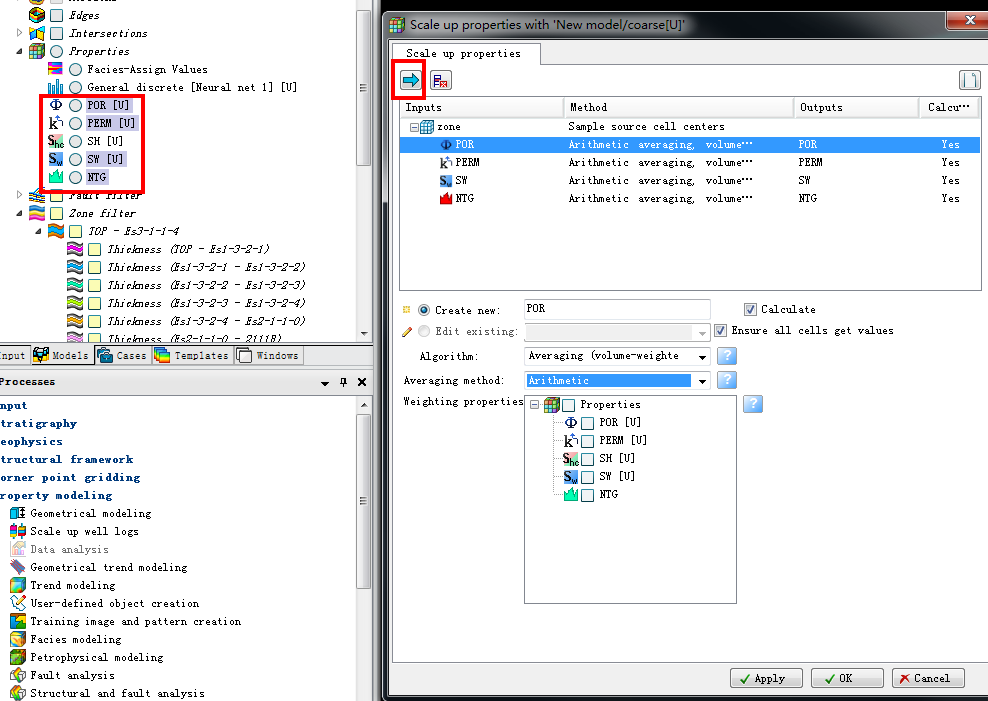 Edges
Intersections
Properties
Facies-Assign Values
General discrete [Neural net 1] [U]
POR [U]
PERM [U]
SH [U]
SW [U]
NTG
Fault filter
Zone filter
TOP - Es3-1-1-4
Thickness (TOP - Es1-3-2-1)
Thickness (Es1-3-2-1 - Es1-3-2-2)
Thickness (Es1-3-2-2 - Es1-3-2-3)
Thickness (Es1-3-2-3 - Es1-3-2-4)
Thickness (Es1-3-2-4 - Es2-1-1-0)
Thickness (Es2-1-1-0 - 2111B)
nput
Models
Cases
Templates
Windows
Processes
nput
tratigraphy
eophysics
tructural framework
orner point gridding
roperty modeling
Geometrical modeling
Scale up well logs
Data analysis
Geometrical trend modeling
Trend modeling
User-defined object creation
Training image and pattern creation
Facies modeling
Petrophysical modeling
Fault analysis
Structural and fault analysis
Scale up properties with 'New model/coarse[U]'
Scale up properties
Inputs Method Outputs Calcu…
zone Sample source cell centers
POR Arithmetic averaging, volume… POR Yes
PERM Arithmetic averaging, volume… PERM Yes
SW Arithmetic averaging, volume… SW Yes
NTG Arithmetic averaging, volume… NTG Yes
Create new: POR Calculate
Edit existing: Ensure all cells get values
Algorithm: Averaging (volume-weighte ?
Averaging method: Arithmetic ?
Weighting properties Properties ?
POR [U]
PERM [U]
SH [U]
SW [U]
NTG
Apply OK Cancel